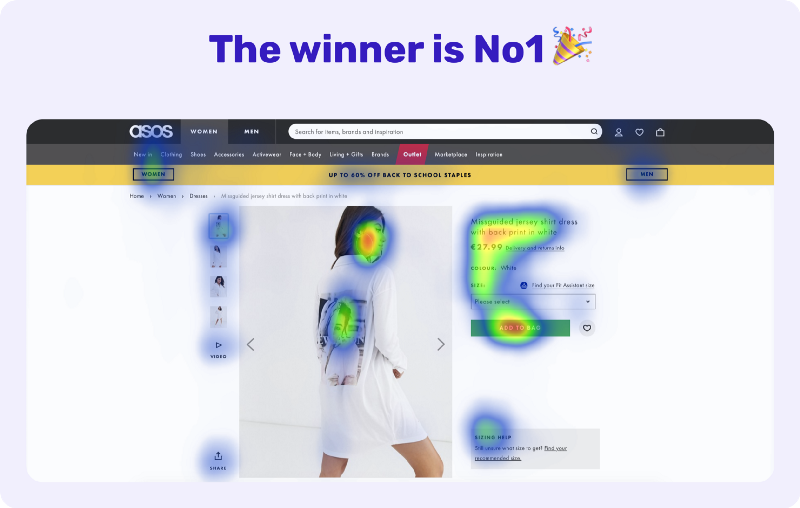 The winner is No1
asos
WOMEN
MEN
Search for items, brands and inspiration
New in Clothing Shoes Accessories Activewear Face + Body Living + Gifts Brands Outlet Marketplace Inspiration
WOMEN
UP TO 60% OFF BACK TO SCHOOL STAPLES
MEN
Home › Women › Dresses › Missguided jersey shirt dress with back print in white
Missguided jersey shirt dress
with back print in white
€27.99 Delivery and returns info
COLOUR: White
SIZE:
Find your Fit Assistant size
Please select
ADD TO BAG
VIDEO
SIZING HELP
Still unsure what size to get? Find your
recommended size.
SHARE